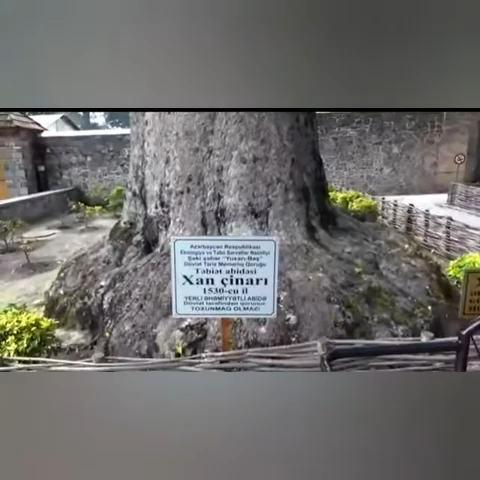 Azərbaycan Respublikası
Ekologiya və Təbii Sərvətlər Nazirliyi
Şəki şəhər "Yuxarı-Baş"
Dövlət Tarix Memarlıq Qoruğu
Təbiət abidəsi
Xan çinarı
1530-cu il
YERLİ ƏHƏMİYYƏTLİ ABİDƏ
Dövlət tərəfindən qorunur
TOXUNMAQ OLMAZ!